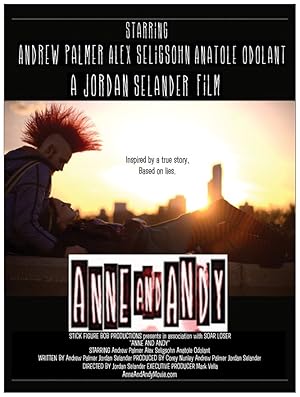 STARRING
ANDREW PALMER ALEX SELIGSOHN ANATOLE ODOLANT
A JORDAN SELANDER FILM
Inspired by a true story.
Based on lies.
ANNE AND ANDY
STICK FIGURE BOB PRODUCTIONS presents in association with SOAR LOSER
"ANNE AND ANDY"
STARRING Andrew Palmer Alex Seligsohn Anatole Odolant
WRITTEN BY Andrew Palmer Jordan Selander PRODUCED BY Corey Nunley Andrew Palmer Jordan Selander
DIRECTED BY Jordan Selander EXECUTIVE PRODUCER Mark Vella
AnneAndAndyMovie.com